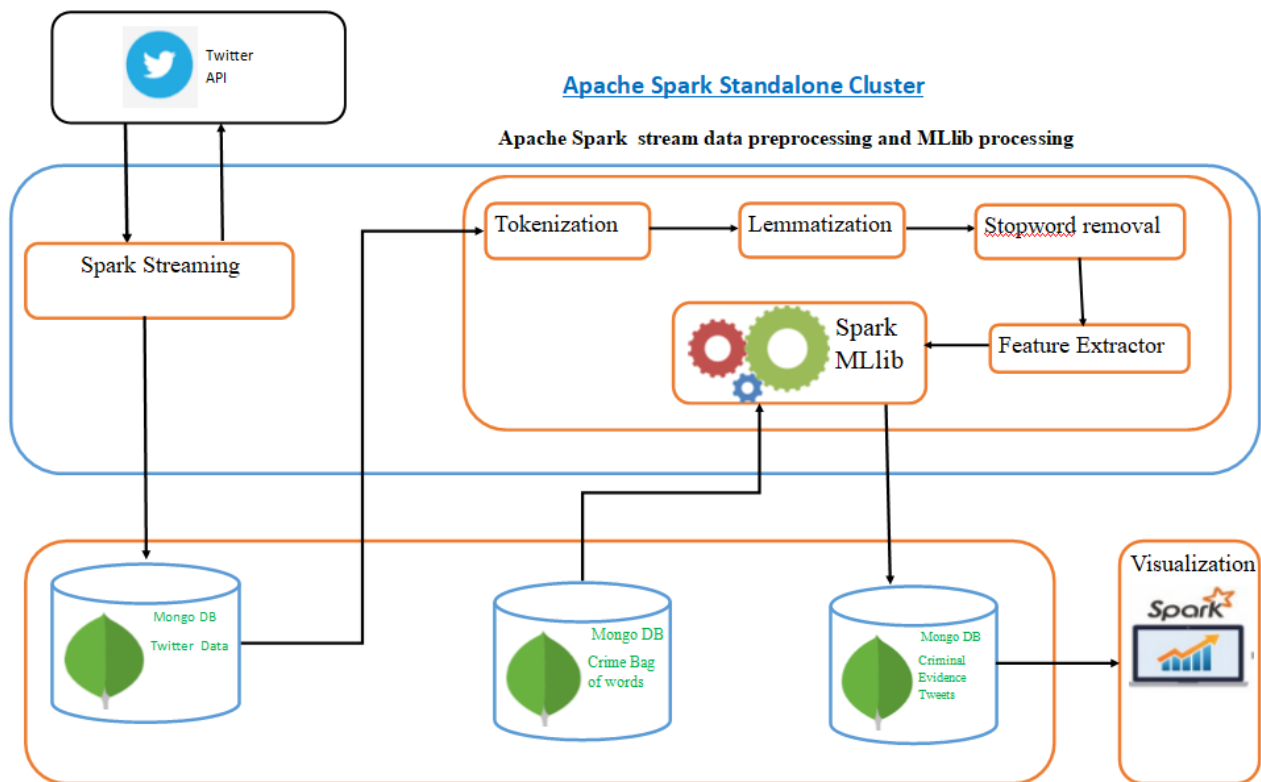 Twitter
API
Apache Spark Standalone Cluster
Apache Spark stream data preprocessing and MLlib processing
Tokenization
Lemmatization
Stopword removal
Spark Streaming
Spark
MLlib
Feature Extractor
Mongo DB
Twitter Data
Mongo DB
Crime Bag
of words
Mongo DB
Criminal
Evidence
Tweets
Visualization
Spark